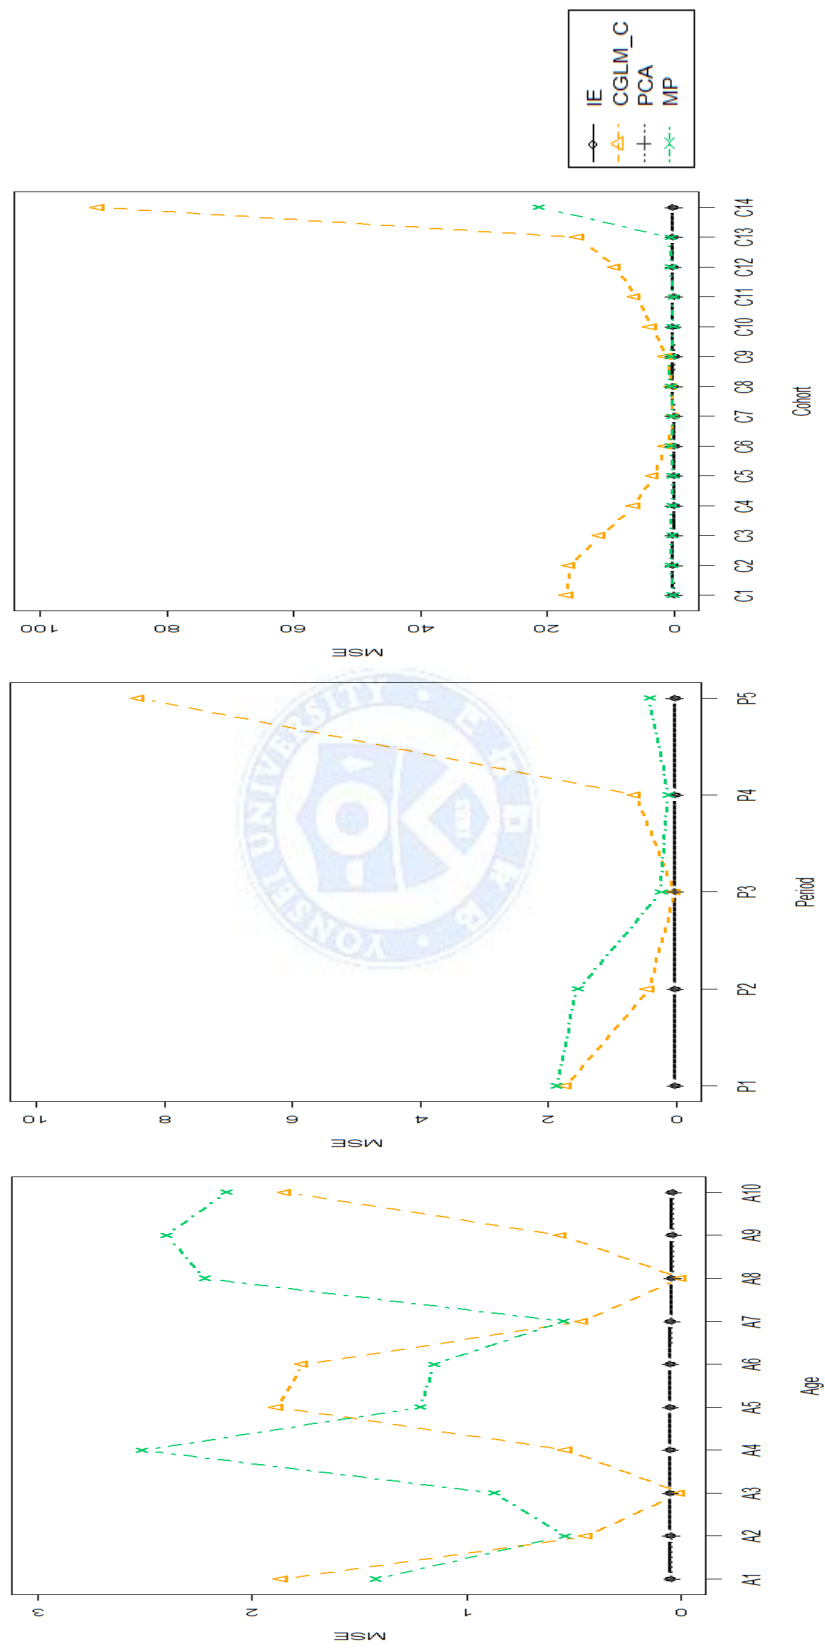 MSE
3
2
1
0
A1 A2 A3 A4 A5 A6 A7 A8 A9 A10
Age
MSE
10
8
6
4
2
0
P1 P2 P3 P4 P5
Period
MSE
100
80
60
40
20
0
C1 C2 C3 C4 C5 C6 C7 C8 C9 C10 C11 C12 C13 C14
Cohort
IE
CGLM_C
PCA
MP
YONSEI UNIVERSITY